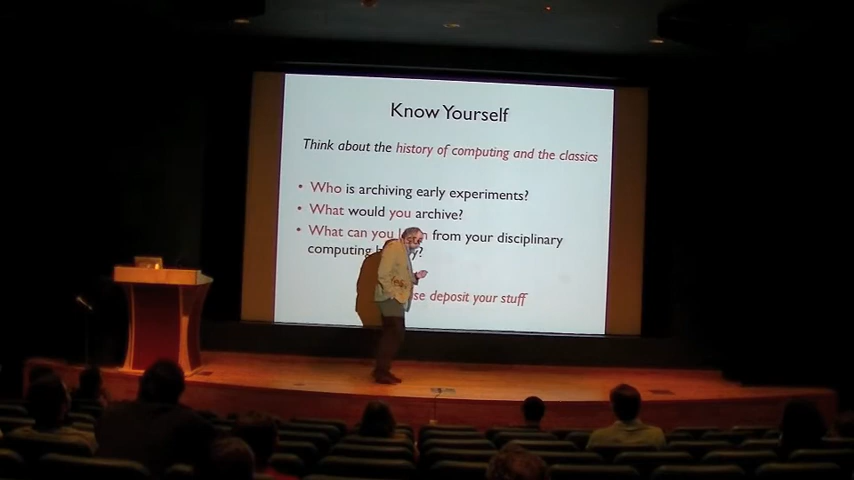 Know Yourself
Think about the history of computing and the classics
• Who is archiving early experiments?
• What would you archive?
• What can you from your disciplinary
computing
deposit your stuff